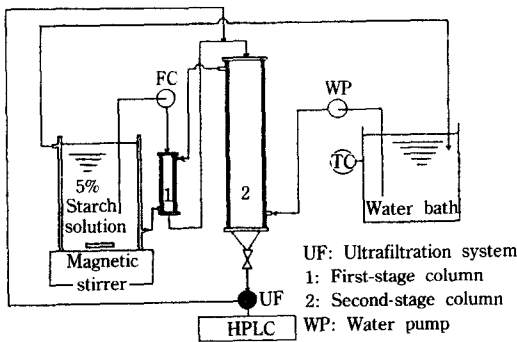 FC
WP
TC
1
2
5%
Starch
solution
Water bath
Magnetic
stirrer
UF
HPLC
UF: Ultrafiltration system
1: First-stage column
2: Second-stage column
WP: Water pump